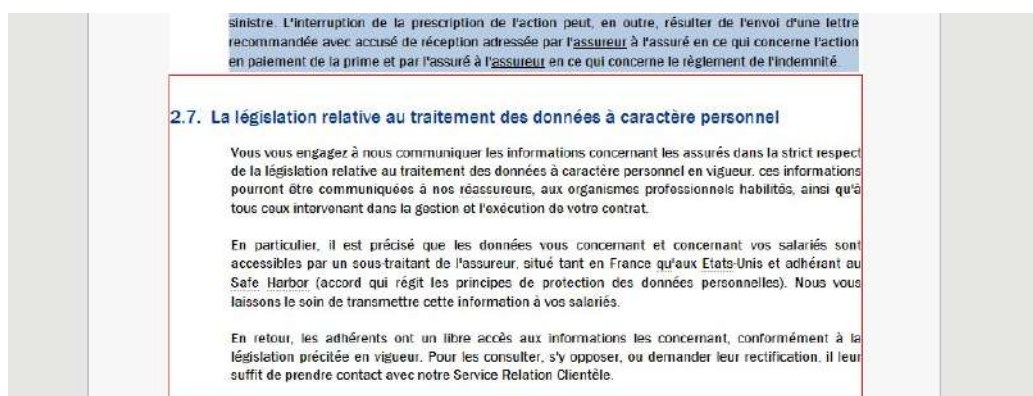 sinistre. L'interruption de la prescription de l'action peut, en outre, résulter de l'envoi d'une lettre
recommandée avec accusé de réception adressée par l'assureur à l'assuré en ce qui concerne l'action
en paiement de la prime et par l'assuré à l'assureur en ce qui concerne le règlement de l'indemnité.
2.7. La législation relative au traitement des données à caractère personnel
Vous vous engagez à nous communiquer les informations concernant les assurés dans la strict respect
de la législation relative au traitement des données à caractère personnel en vigueur. ces informations
pourront être communiquées à nos réassureurs, aux organismes professionnels habilités, ainsi qu'à
tous ceux intervenant dans la gestion et l'exécution de votre contrat.
En particulier, il est précisé que les données vous concernant et concernant vos salariés sont
accessibles par un sous-traitant de l'assureur, situé tant en France qu'aux Etats-Unis et adhérant au
Safe Harbor (accord qui régit les principes de protection des données personnelles). Nous vous
laissons le soin de transmettre cette information à vos salariés.
En retour, les adhérents ont un libre accès aux informations les concernant, conformément à la
législation précitée en vigueur. Pour les consulter, s'y opposer, ou demander leur rectification, il leur
suffit de prendre contact avec notre Service Relation Clientèle.